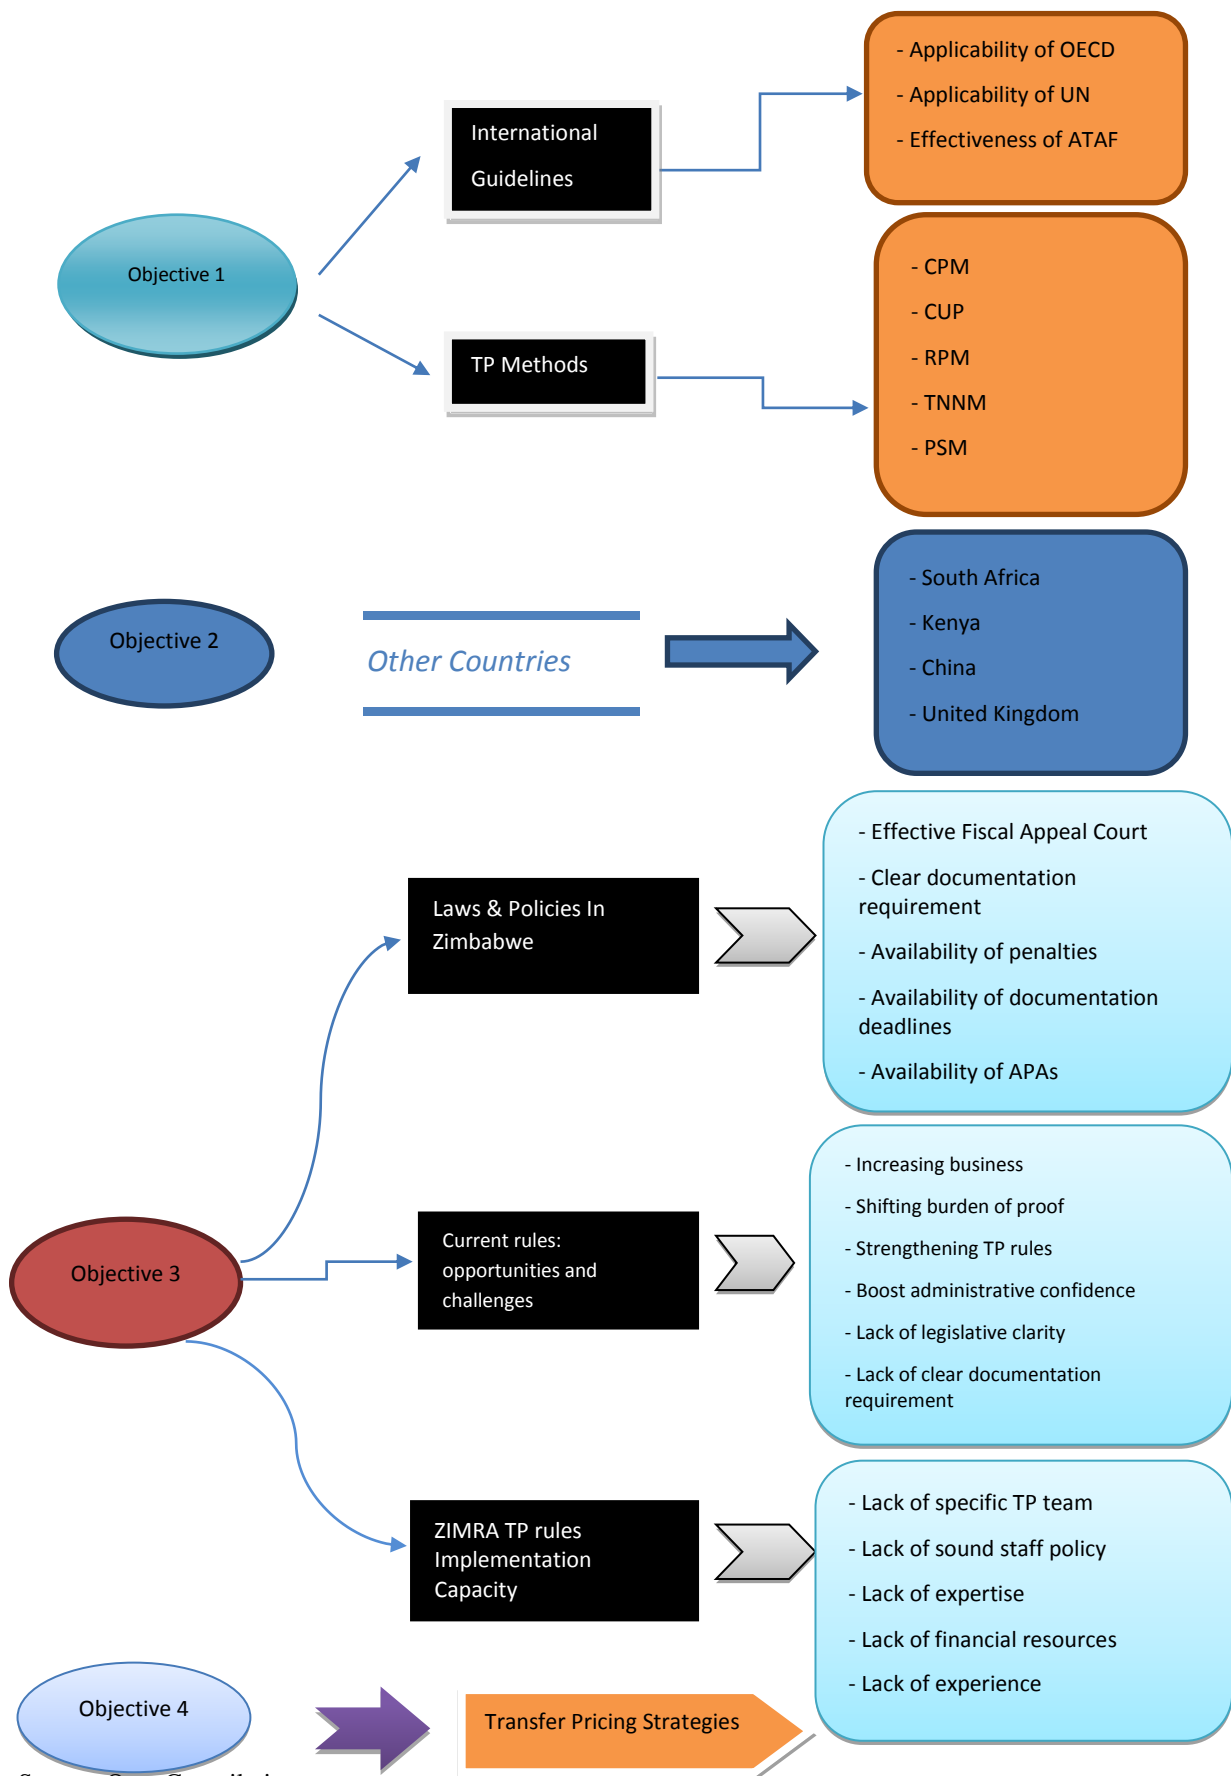 - Applicability of OECD
- Applicability of UN
- Effectiveness of ATAF
International
Guidelines
Objective 1
- CPM
- CUP
- RPM
- TNNM
- PSM
TP Methods
Objective 2
Other Countries
- South Africa
- Kenya
- China
- United Kingdom
Laws & Policies In
Zimbabwe
- Effective Fiscal Appeal Court
- Clear documentation
requirement
- Availability of penalties
- Availability of documentation
deadlines
- Availability of APAs
Objective 3
Current rules:
opportunities and
challenges
- Increasing business
- Shifting burden of proof
- Strengthening TP rules
- Boost administrative confidence
- Lack of legislative clarity
- Lack of clear documentation
requirement
ZIMRA TP rules
Implementation
Capacity
- Lack of specific TP team
- Lack of sound staff policy
- Lack of expertise
- Lack of financial resources
- Lack of experience
Objective 4
Transfer Pricing Strategies